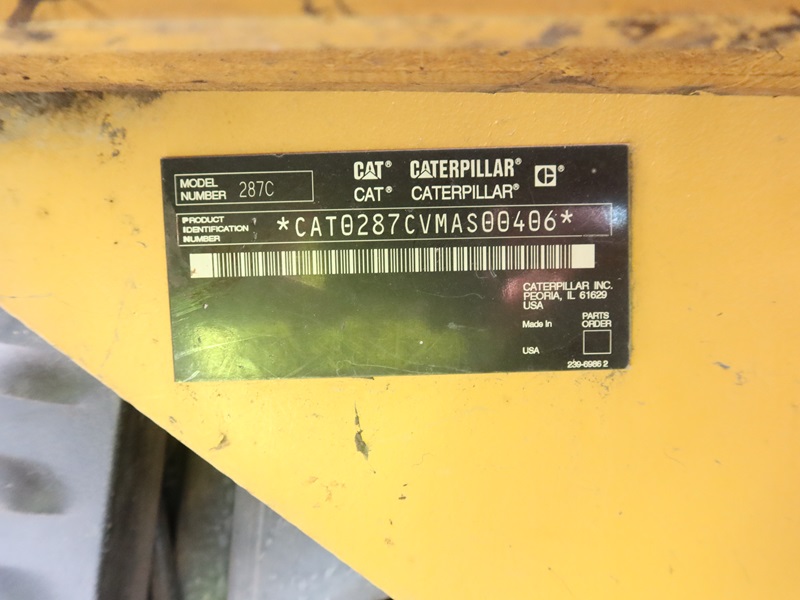 CAT® CATERPILLAR®
MODEL NUMBER 287C
CAT® CATERPILLAR® C®
PRODUCT IDENTIFICATION NUMBER *CAT0287CVMAS00406*
CATERPILLAR INC.
PEORIA, IL 61629
USA
Made In
PARTS ORDER
USA
239-6986 2